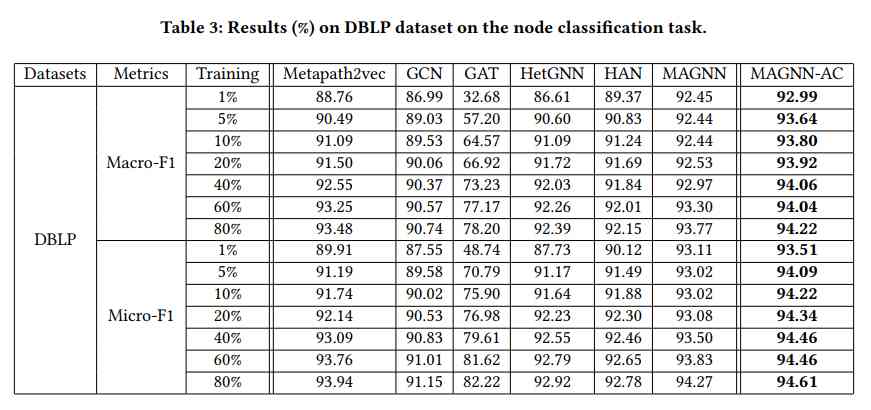 Table 3: Results (%) on DBLP dataset on the node classification task.
Datasets Metrics Training Metapath2vec GCN GAT HetGNN HAN MAGNN MAGNN-AC
1% 88.76 86.99 32.68 86.61 89.37 92.45 92.99
5% 90.49 89.03 57.20 90.60 90.83 92.44 93.64
10% 91.09 89.53 64.57 91.09 91.24 92.44 93.80
Macro-F1 20% 91.50 90.06 66.92 91.72 91.69 92.53 93.92
40% 92.55 90.37 73.23 92.03 91.84 92.97 94.06
60% 93.25 90.57 77.17 92.26 92.01 93.30 94.04
80% 93.48 90.74 78.20 92.39 92.15 93.77 94.22
DBLP
1% 89.91 87.55 48.74 87.73 90.12 93.11 93.51
5% 91.19 89.58 70.79 91.17 91.49 93.02 94.09
10% 91.74 90.02 75.90 91.64 91.88 93.02 94.22
Micro-F1 20% 92.14 90.53 76.98 92.23 92.30 93.08 94.34
40% 93.09 90.83 79.61 92.55 92.46 93.50 94.46
60% 93.76 91.01 81.62 92.79 92.65 93.83 94.46
80% 93.94 91.15 82.22 92.92 92.78 94.27 94.61